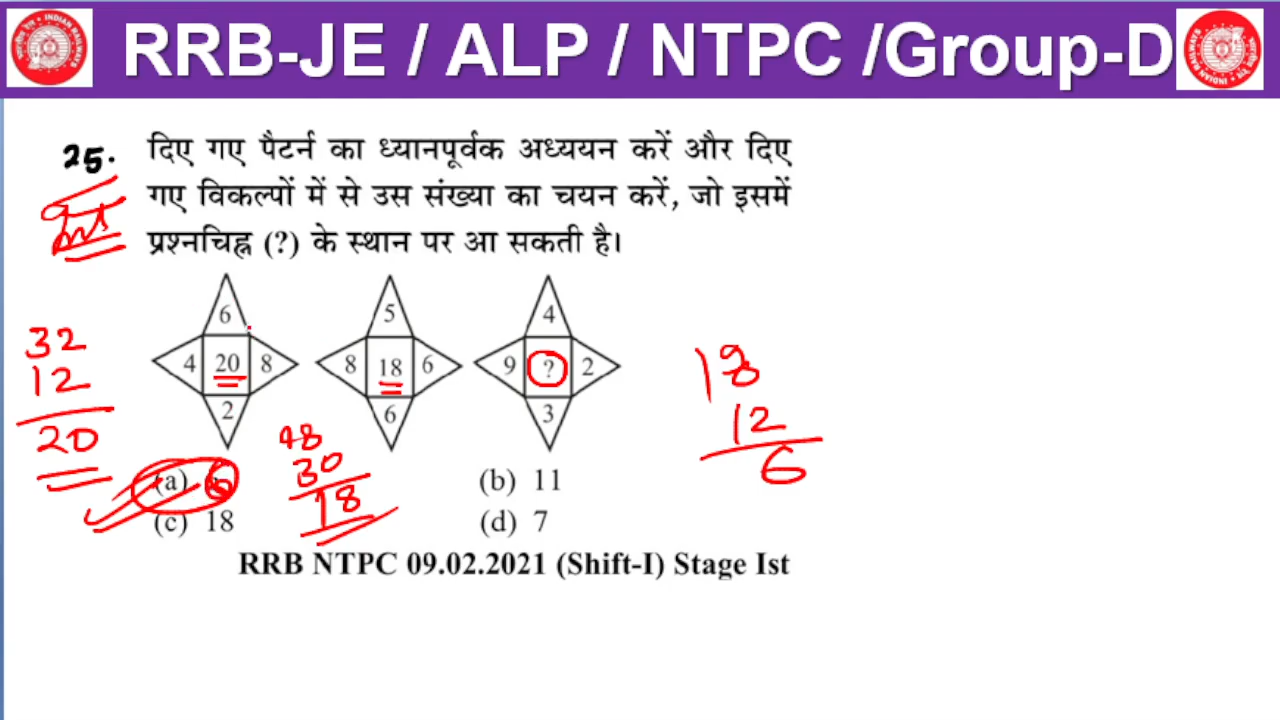 RRB-JE / ALP / NTPC /Group-D
25. दिए गए पैटर्न का ध्यानपूर्वक अध्ययन करें और दिए
गए विकल्पों में से उस संख्या का चयन करें, जो इसमें
प्रश्नचिह्न (?) के स्थान पर आ सकती है।
6 5 4
4 20 8 8 18 6 9 ? 2
2 6 3
32
12
20
48
30
18
18
12
6
(a) 6 (b) 11
(c) 18 (d) 7
RRB NTPC 09.02.2021 (Shift-I) Stage Ist